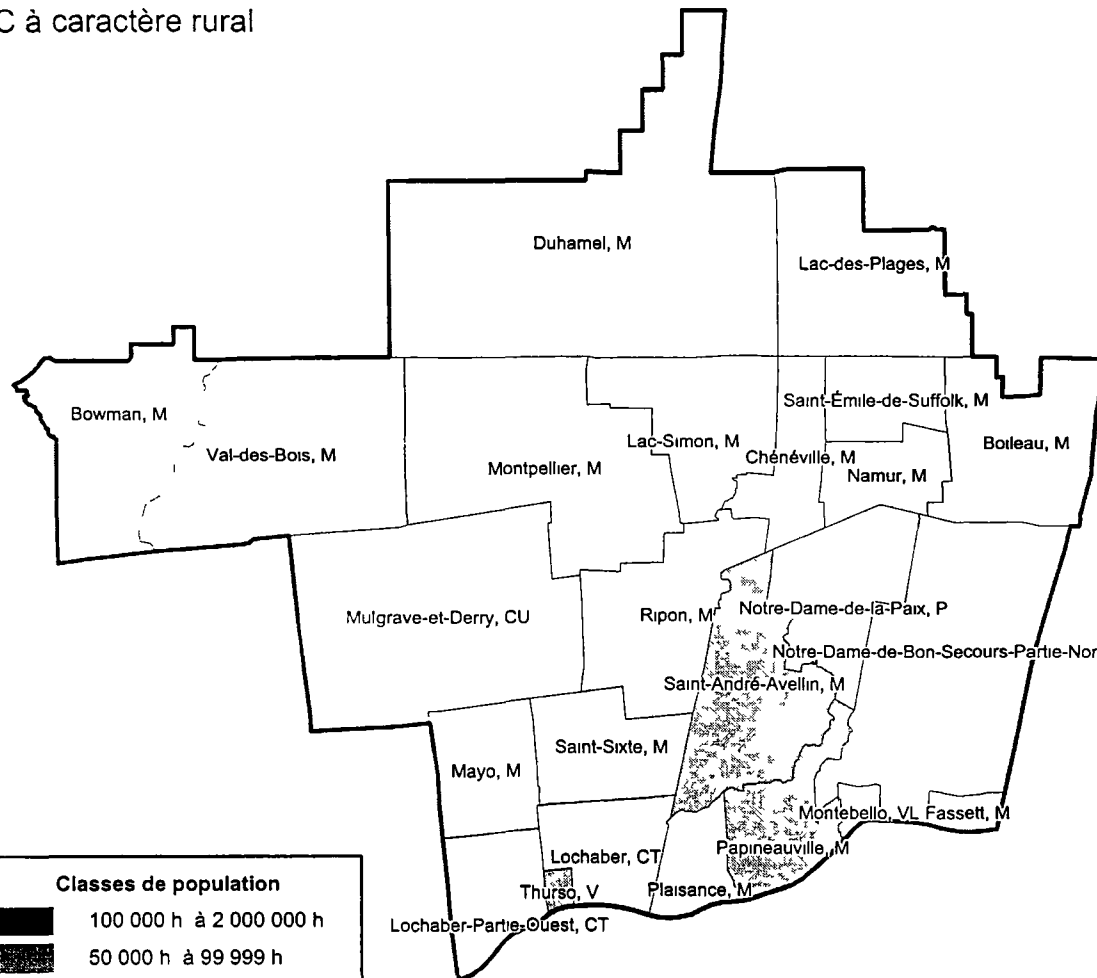 C à caractère rural
Duhamel, M
Lac-des-Plages, M
Saint-Émile-de-Suffolk, M
Bowman, M
Lac-Simon, M
Boileau, M
Val-des-Bois, M
Chénéville, M
Montpellier, M
Namur, M
Notre-Dame-de-la-Paix, P
Mulgrave-et-Derry, CU
Ripon, M
Notre-Dame-de-Bon-Secours-Partie-Nor
Saint-André-Avellin, M
Saint-Sixte, M
Mayo, M
Montebello, VL
Fassett, M
Papineauville, M
Lochaber, CT
Thurso, V
Plaisance, M
Lochaber-Partie-Ouest, CT
Classes de population
100 000 h à 2 000 000 h
50 000 h à 99 999 h